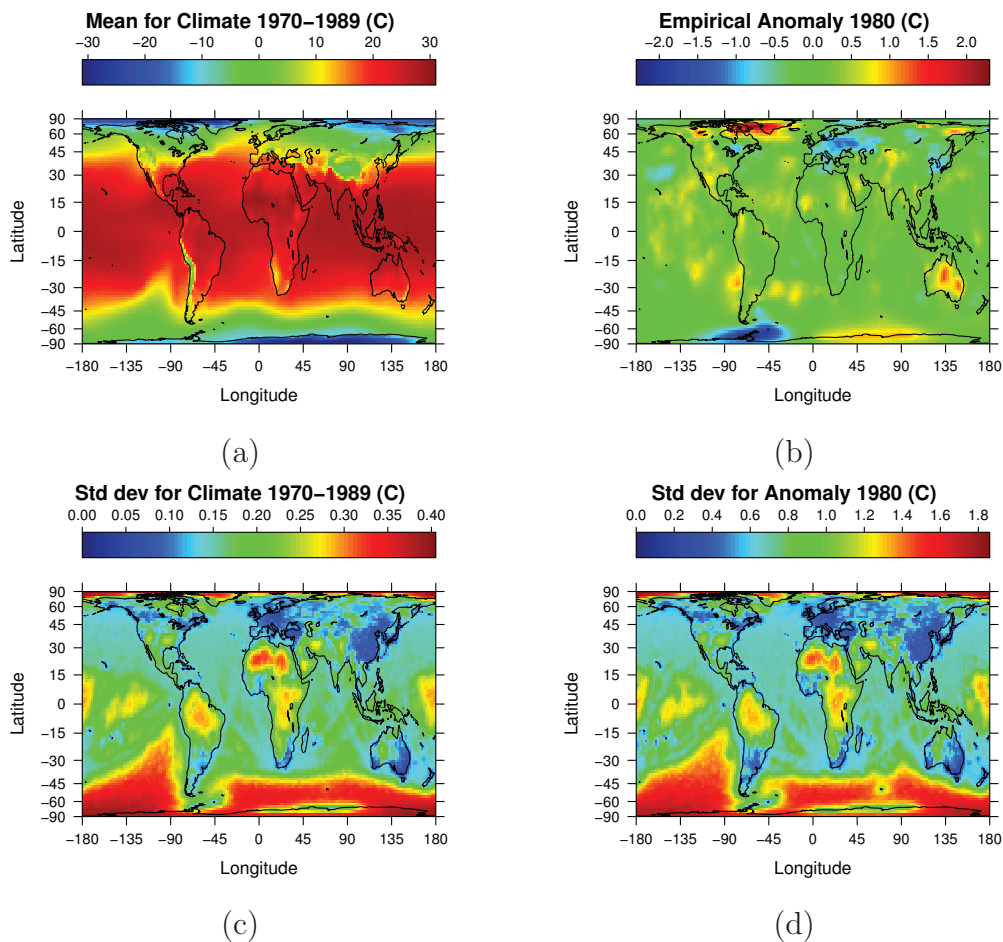 Mean for Climate 1970−1989 (C)
−30 −20 −10 0 10 20 30
Latitude
90
60
45
30
15
0
−15
−30
−45
−60
−90
−180 −135 −90 −45 0 45 90 135 180
Longitude
(a)
Empirical Anomaly 1980 (C)
−2.0 −1.5 −1.0 −0.5 0.0 0.5 1.0 1.5 2.0
Latitude
90
60
45
30
15
0
−15
−30
−45
−60
−90
−180 −135 −90 −45 0 45 90 135 180
Longitude
(b)
Std dev for Climate 1970−1989 (C)
0.00 0.05 0.10 0.15 0.20 0.25 0.30 0.35 0.40
Latitude
90
60
45
30
15
0
−15
−30
−45
−60
−90
−180 −135 −90 −45 0 45 90 135 180
Longitude
(c)
Std dev for Anomaly 1980 (C)
0.0 0.2 0.4 0.6 0.8 1.0 1.2 1.4 1.6 1.8
Latitude
90
60
45
30
15
0
−15
−30
−45
−60
−90
−180 −135 −90 −45 0 45 90 135 180
Longitude
(d)